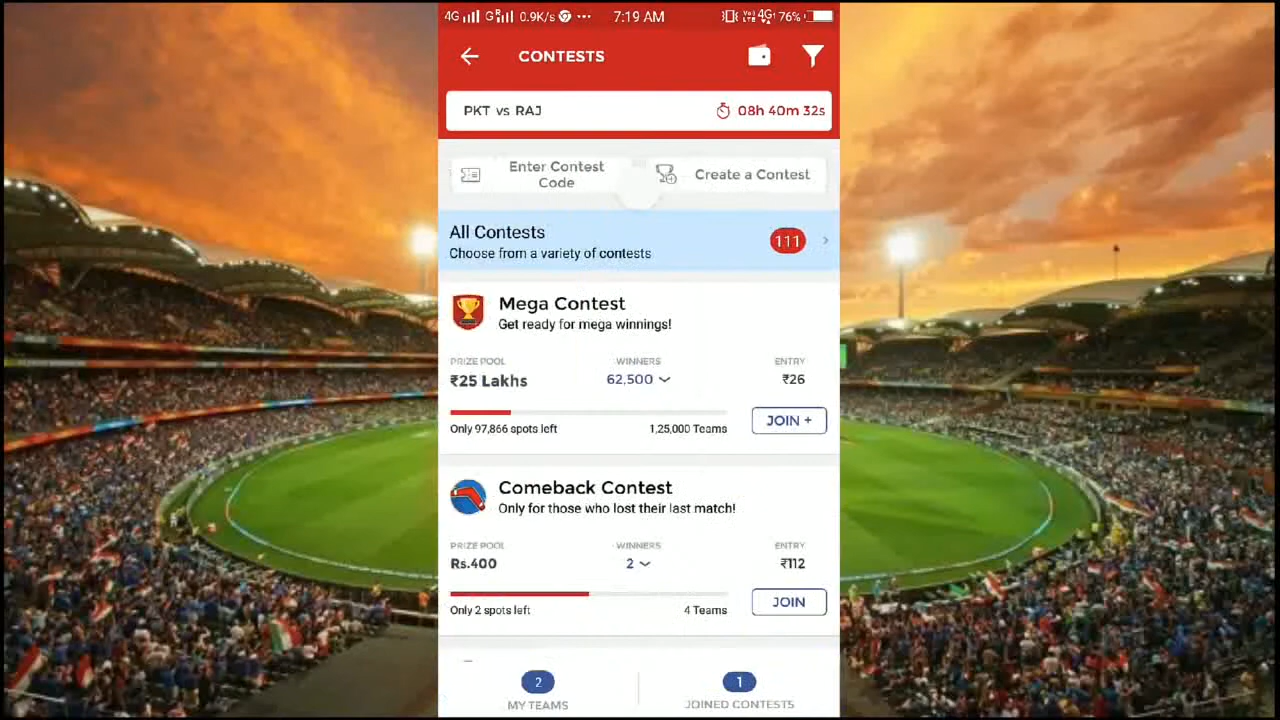 4G G R 0.9K/s ... 7:19 AM 4G 76%
CONTESTS
PKT vs RAJ 08h 40m 32s
Enter Contest
Code
Create a Contest
All Contests
Choose from a variety of contests
111
Mega Contest
Get ready for mega winnings!
PRIZE POOL WINNERS ENTRY
₹25 Lakhs 62,500 ₹26
Only 97,866 spots left 1,25,000 Teams
JOIN +
Comeback Contest
Only for those who lost their last match!
PRIZE POOL WINNERS ENTRY
Rs.400 2 ₹112
Only 2 spots left 4 Teams
JOIN
2 1
MY TEAMS JOINED CONTESTS